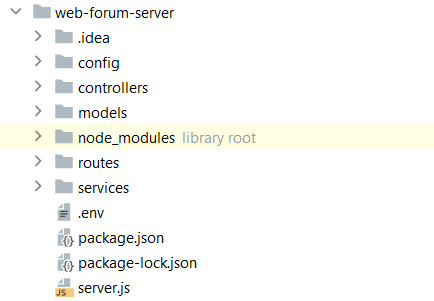 web-forum-server
.idea
config
controllers
models
node_modules library root
routes
services
.env
package.json
package-lock.json
JS server.js